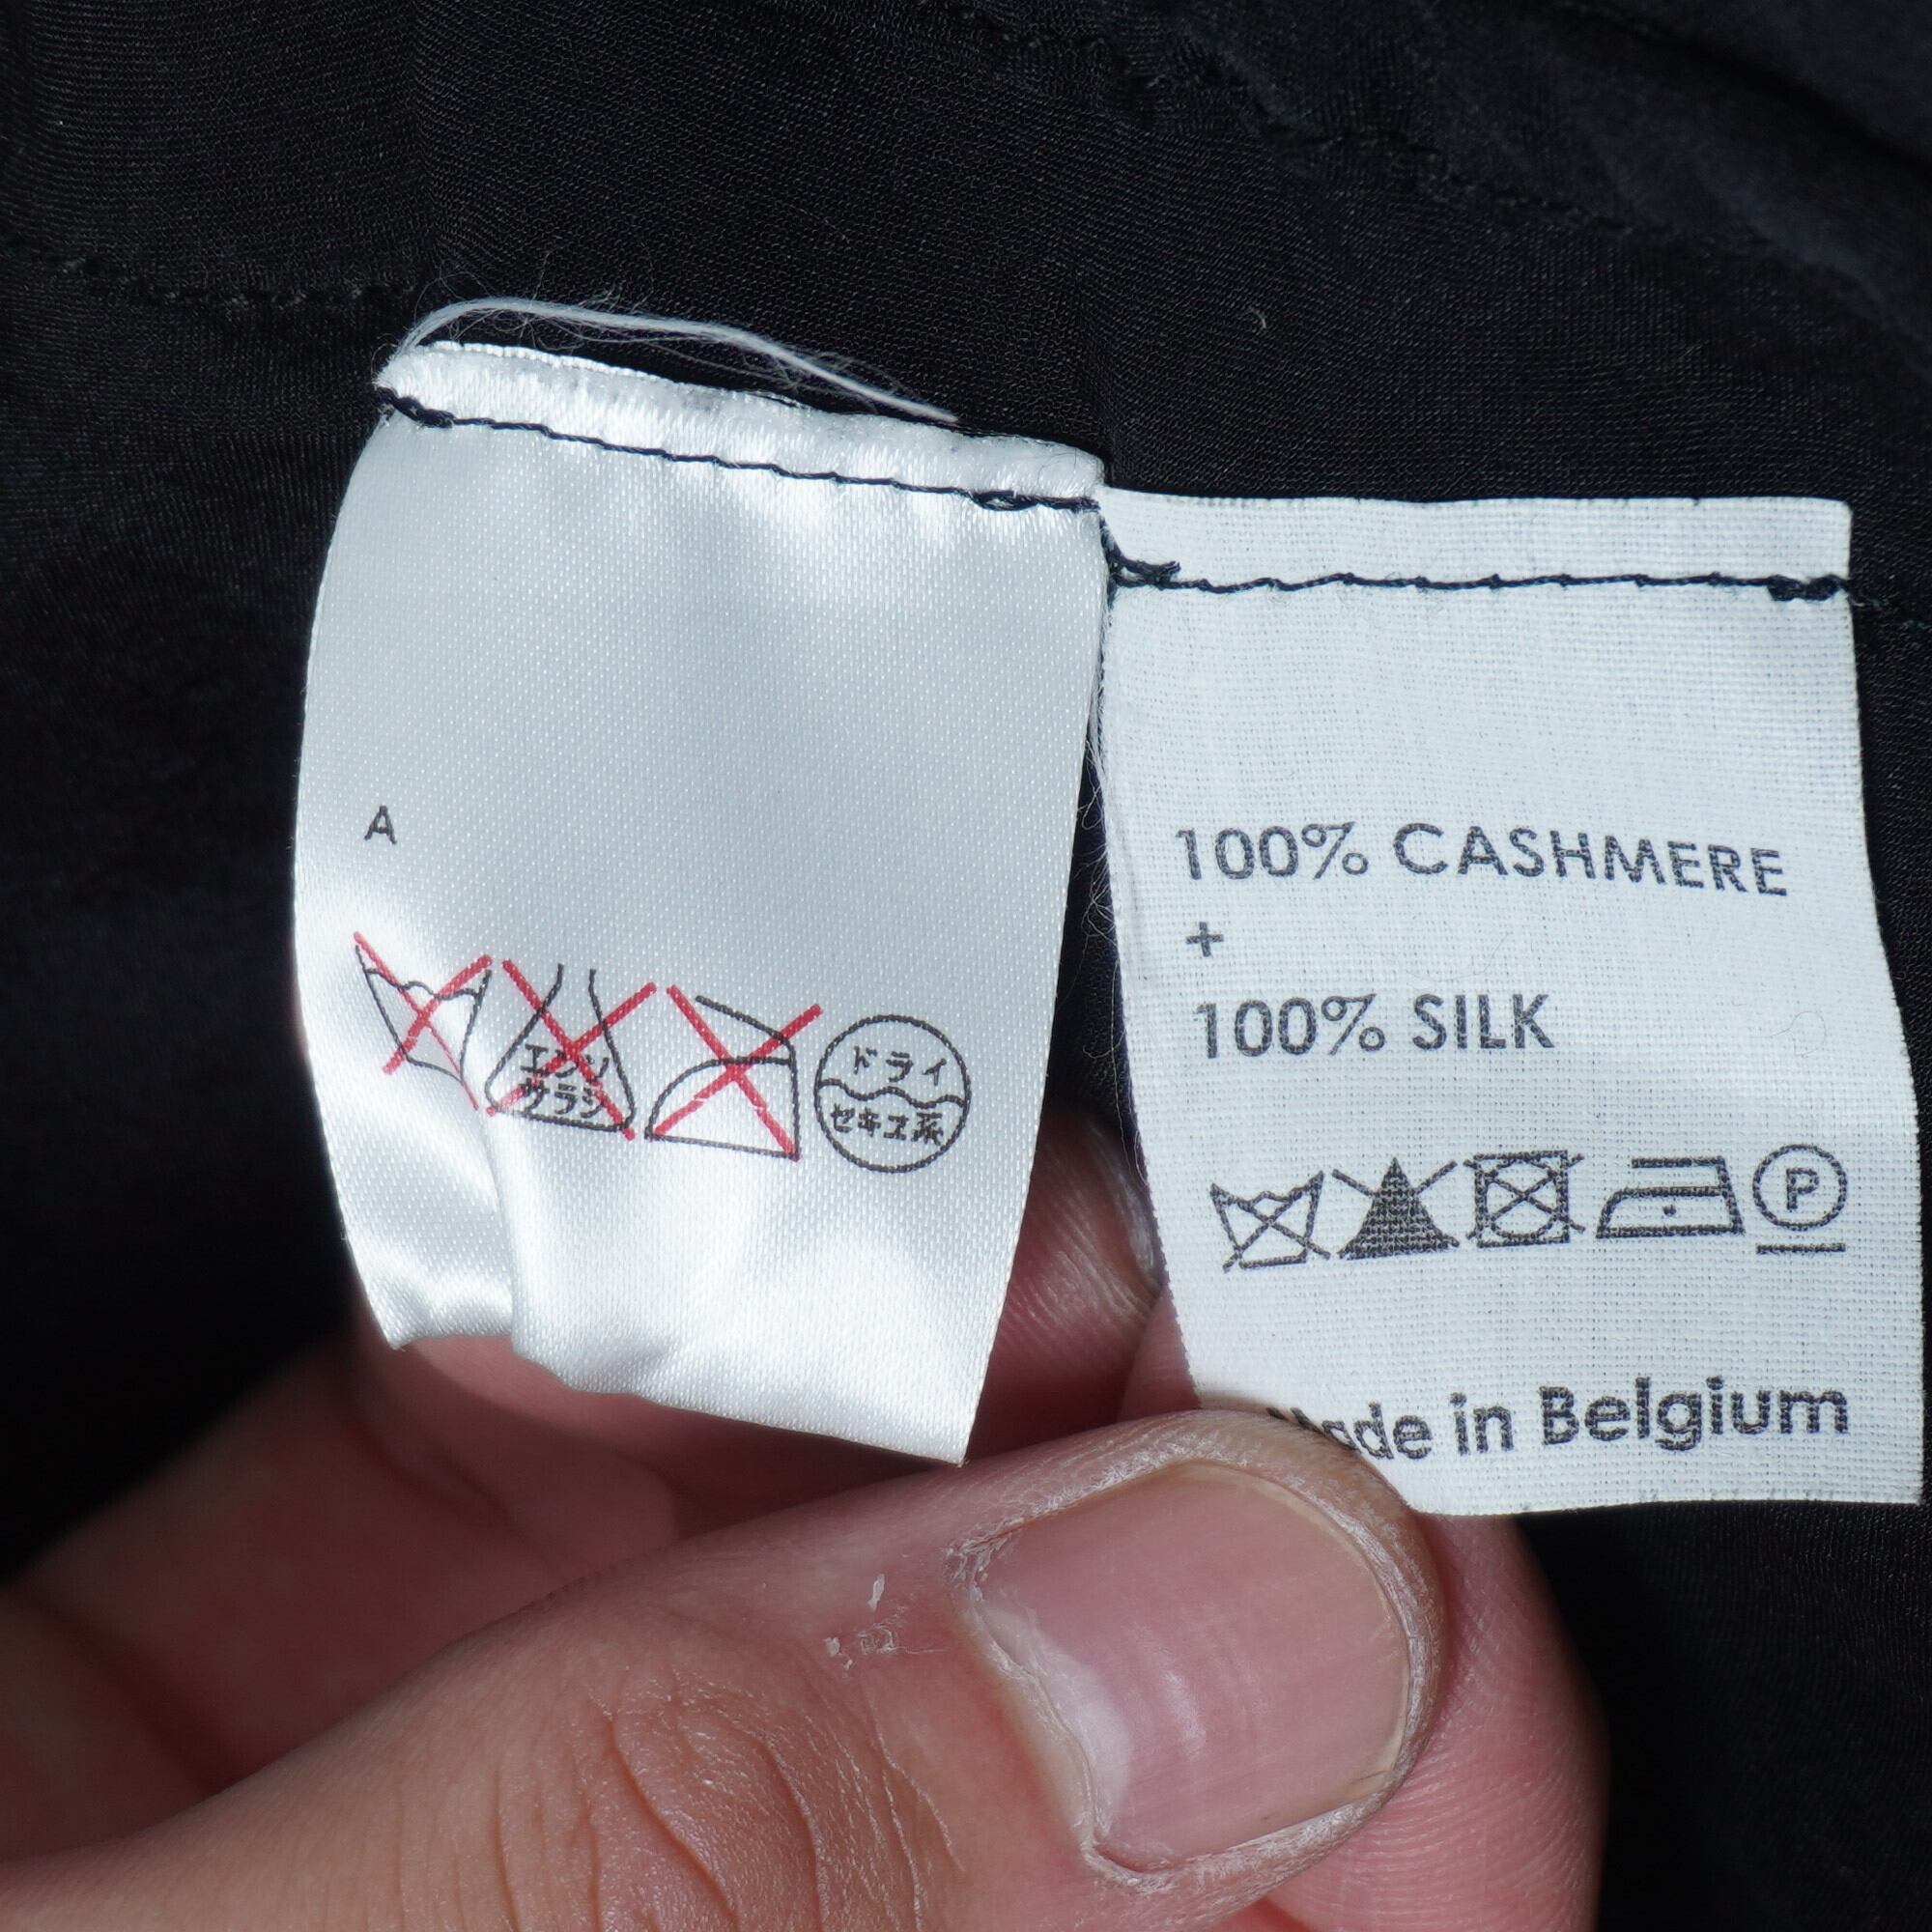 A
エンソ
サラシ
ドライ
セキユ系
100% CASHMERE
+
100% SILK
P
Made in Belgium